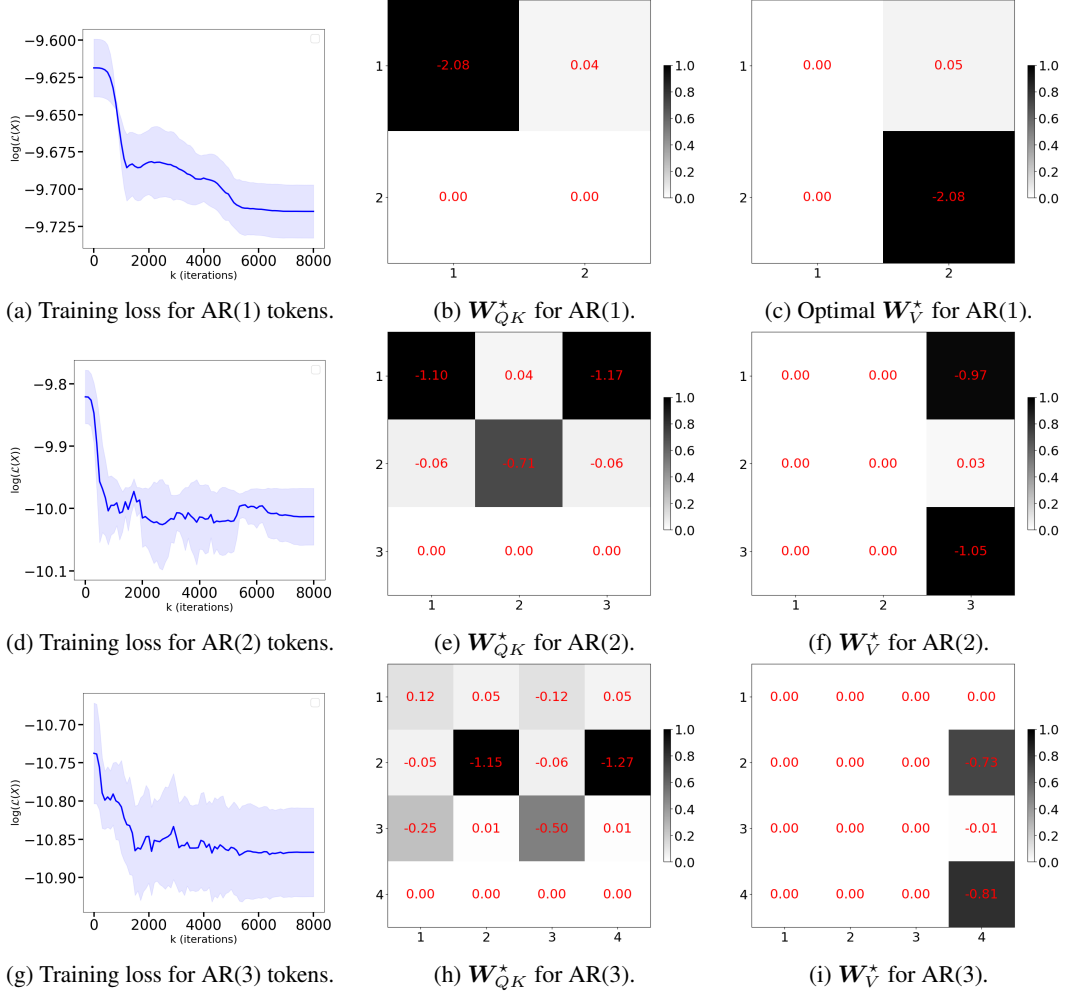 −9.600
−9.625
−9.650
−9.675
−9.700
−9.725
log(𝓛(X))
0 2000 4000 6000 8000
k (iterations)
1 -2.08 0.04
2 0.00 0.00
1 2
1.0
0.8
0.6
0.4
0.2
0.0
1 0.00 0.05
2 0.00 -2.08
1 2
1.0
0.8
0.6
0.4
0.2
0.0
(a) Training loss for AR(1) tokens.
(b) W⋆QK for AR(1).
(c) Optimal W⋆V for AR(1).
−9.8
−9.9
−10.0
−10.1
log(𝓛(X))
0 2000 4000 6000 8000
k (iterations)
1 -1.10 0.04 -1.17
2 -0.06 -0.06
3 0.00 0.00 0.00
1 2 3
1.0
0.8
0.6
0.4
0.2
0.0
1 0.00 0.00 -0.97
2 0.00 0.00 0.03
3 0.00 0.00 -1.05
1 2 3
1.0
0.8
0.6
0.4
0.2
0.0
(d) Training loss for AR(2) tokens.
(e) W⋆QK for AR(2).
(f) W⋆V for AR(2).
−10.70
−10.75
−10.80
−10.85
−10.90
log(𝓛(X))
0 2000 4000 6000 8000
k (iterations)
1 0.12 0.05 -0.12 0.05
2 -0.05 -1.15 -0.06 -1.27
3 -0.25 0.01 -0.50 0.01
4 0.00 0.00 0.00 0.00
1 2 3 4
1.0
0.8
0.6
0.4
0.2
0.0
1 0.00 0.00 0.00 0.00
2 0.00 0.00 0.00 -0.73
3 0.00 0.00 0.00 -0.01
4 0.00 0.00 0.00 -0.81
1 2 3 4
1.0
0.8
0.6
0.4
0.2
0.0
(g) Training loss for AR(3) tokens.
(h) W⋆QK for AR(3).
(i) W⋆V for AR(3).